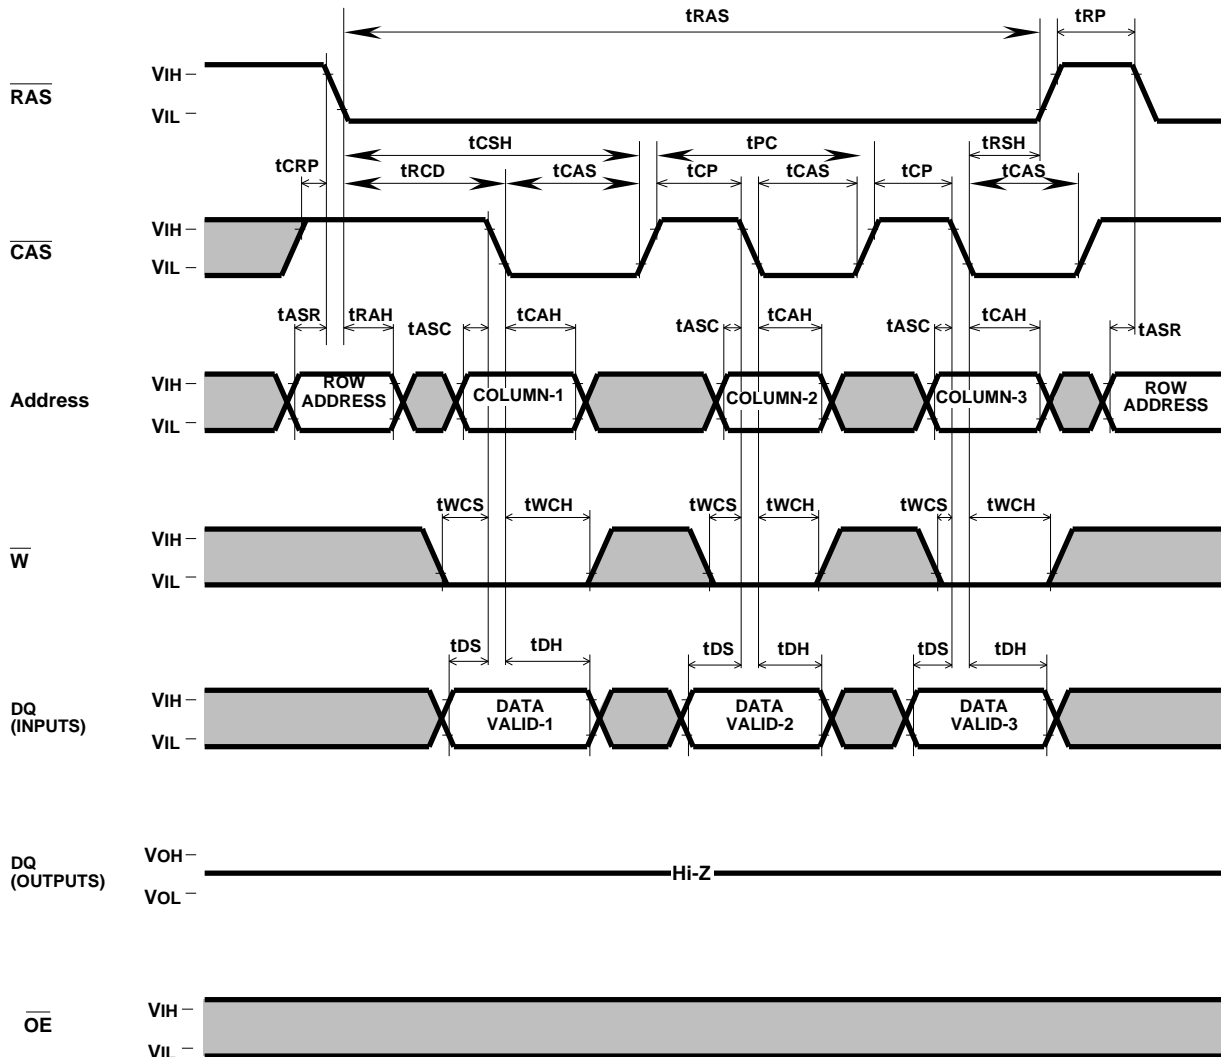 tRAS tRP
RAS
VIH
VIL
tCSH tPC tRSH
tCRP tRCD tCAS tCP tCAS tCP tCAS
CAS
VIH
VIL
tASR tRAH tASC tCAH tASC tCAH tASC tCAH tASR
Address
VIH
VIL
ROW
ADDRESS
COLUMN-1
COLUMN-2
COLUMN-3
ROW
ADDRESS
tWCS tWCH tWCS tWCH tWCS tWCH
W
VIH
VIL
tDS tDH tDS tDH tDS tDH
DQ
(INPUTS)
VIH
VIL
DATA
VALID-1
DATA
VALID-2
DATA
VALID-3
DQ
(OUTPUTS)
VOH
VOL
Hi-Z
OE
VIH
VIL